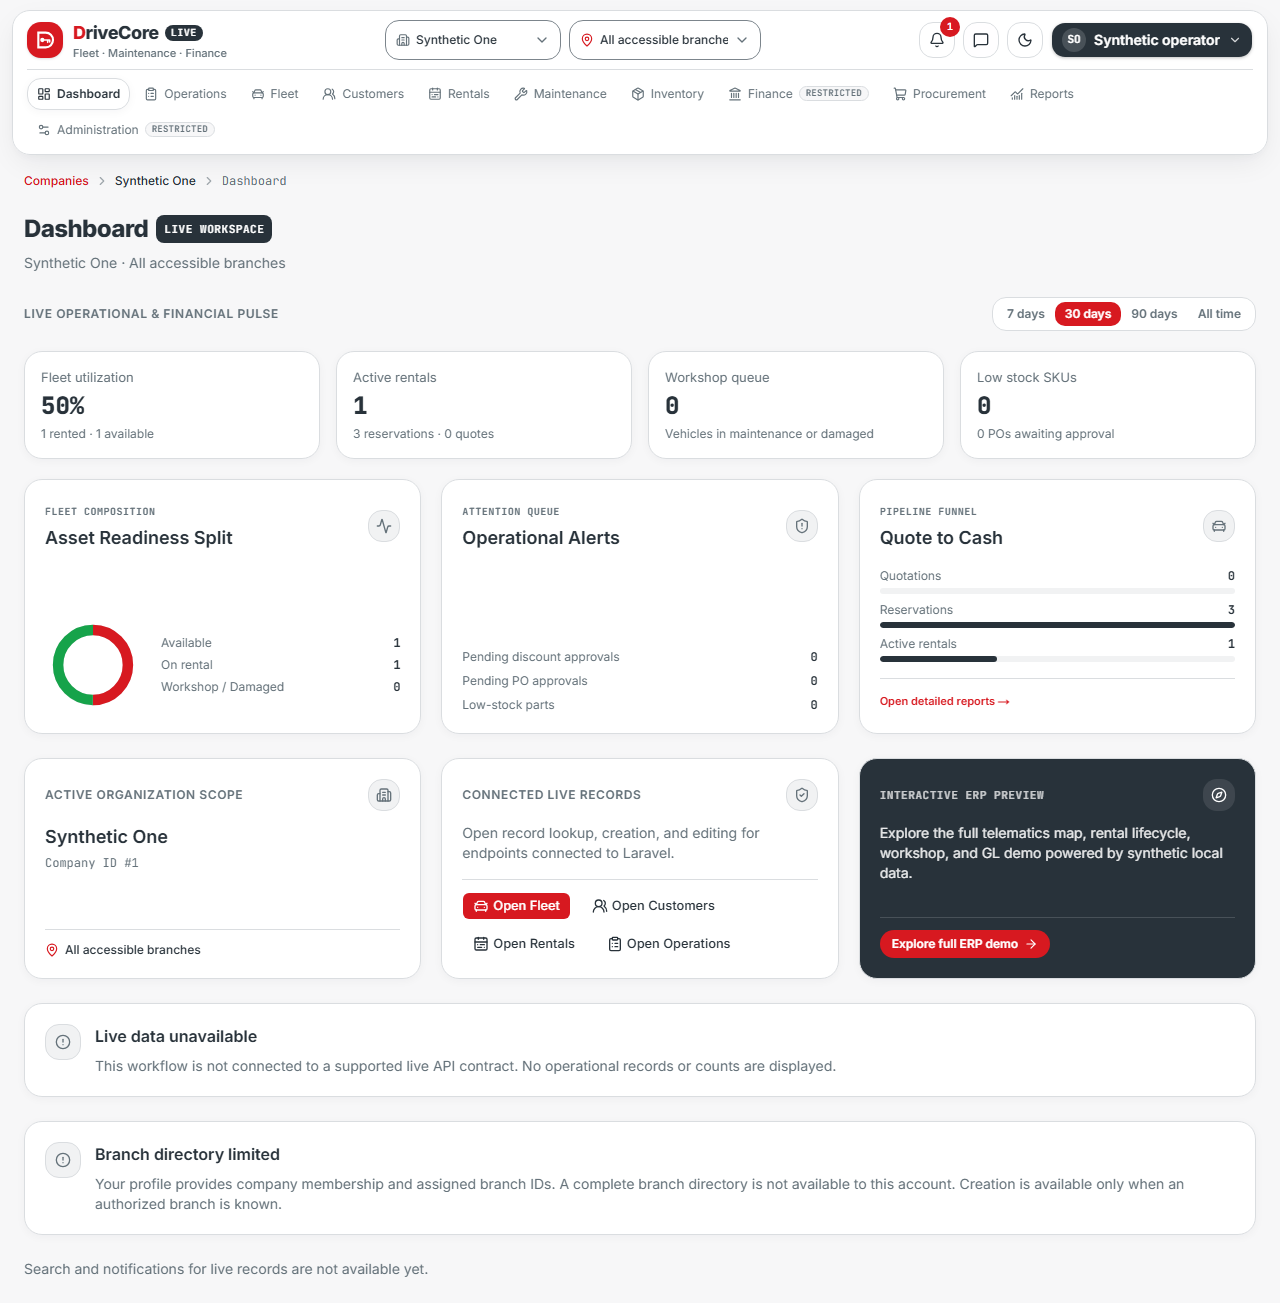 DriveCore LIVE
Fleet · Maintenance · Finance
Synthetic One
All accessible branche
1
SO Synthetic operator
Dashboard
Operations
Fleet
Customers
Rentals
Maintenance
Inventory
Finance RESTRICTED
Procurement
Reports
Administration RESTRICTED
Companies > Synthetic One > Dashboard
Dashboard LIVE WORKSPACE
Synthetic One · All accessible branches
LIVE OPERATIONAL & FINANCIAL PULSE
7 days 30 days 90 days All time
Fleet utilization
50%
1 rented · 1 available
Active rentals
1
3 reservations · 0 quotes
Workshop queue
0
Vehicles in maintenance or damaged
Low stock SKUs
0
0 POs awaiting approval
FLEET COMPOSITION
Asset Readiness Split
Available 1
On rental 1
Workshop / Damaged 0
ATTENTION QUEUE
Operational Alerts
Pending discount approvals 0
Pending PO approvals 0
Low-stock parts 0
PIPELINE FUNNEL
Quote to Cash
Quotations 0
Reservations 3
Active rentals 1
Open detailed reports →
ACTIVE ORGANIZATION SCOPE
Synthetic One
Company ID #1
All accessible branches
CONNECTED LIVE RECORDS
Open record lookup, creation, and editing for
endpoints connected to Laravel.
Open Fleet
Open Customers
Open Rentals
Open Operations
INTERACTIVE ERP PREVIEW
Explore the full telematics map, rental lifecycle,
workshop, and GL demo powered by synthetic local
data.
Explore full ERP demo →
Live data unavailable
This workflow is not connected to a supported live API contract. No operational records or counts are displayed.
Branch directory limited
Your profile provides company membership and assigned branch IDs. A complete branch directory is not available to this account. Creation is available only when an
authorized branch is known.
Search and notifications for live records are not available yet.